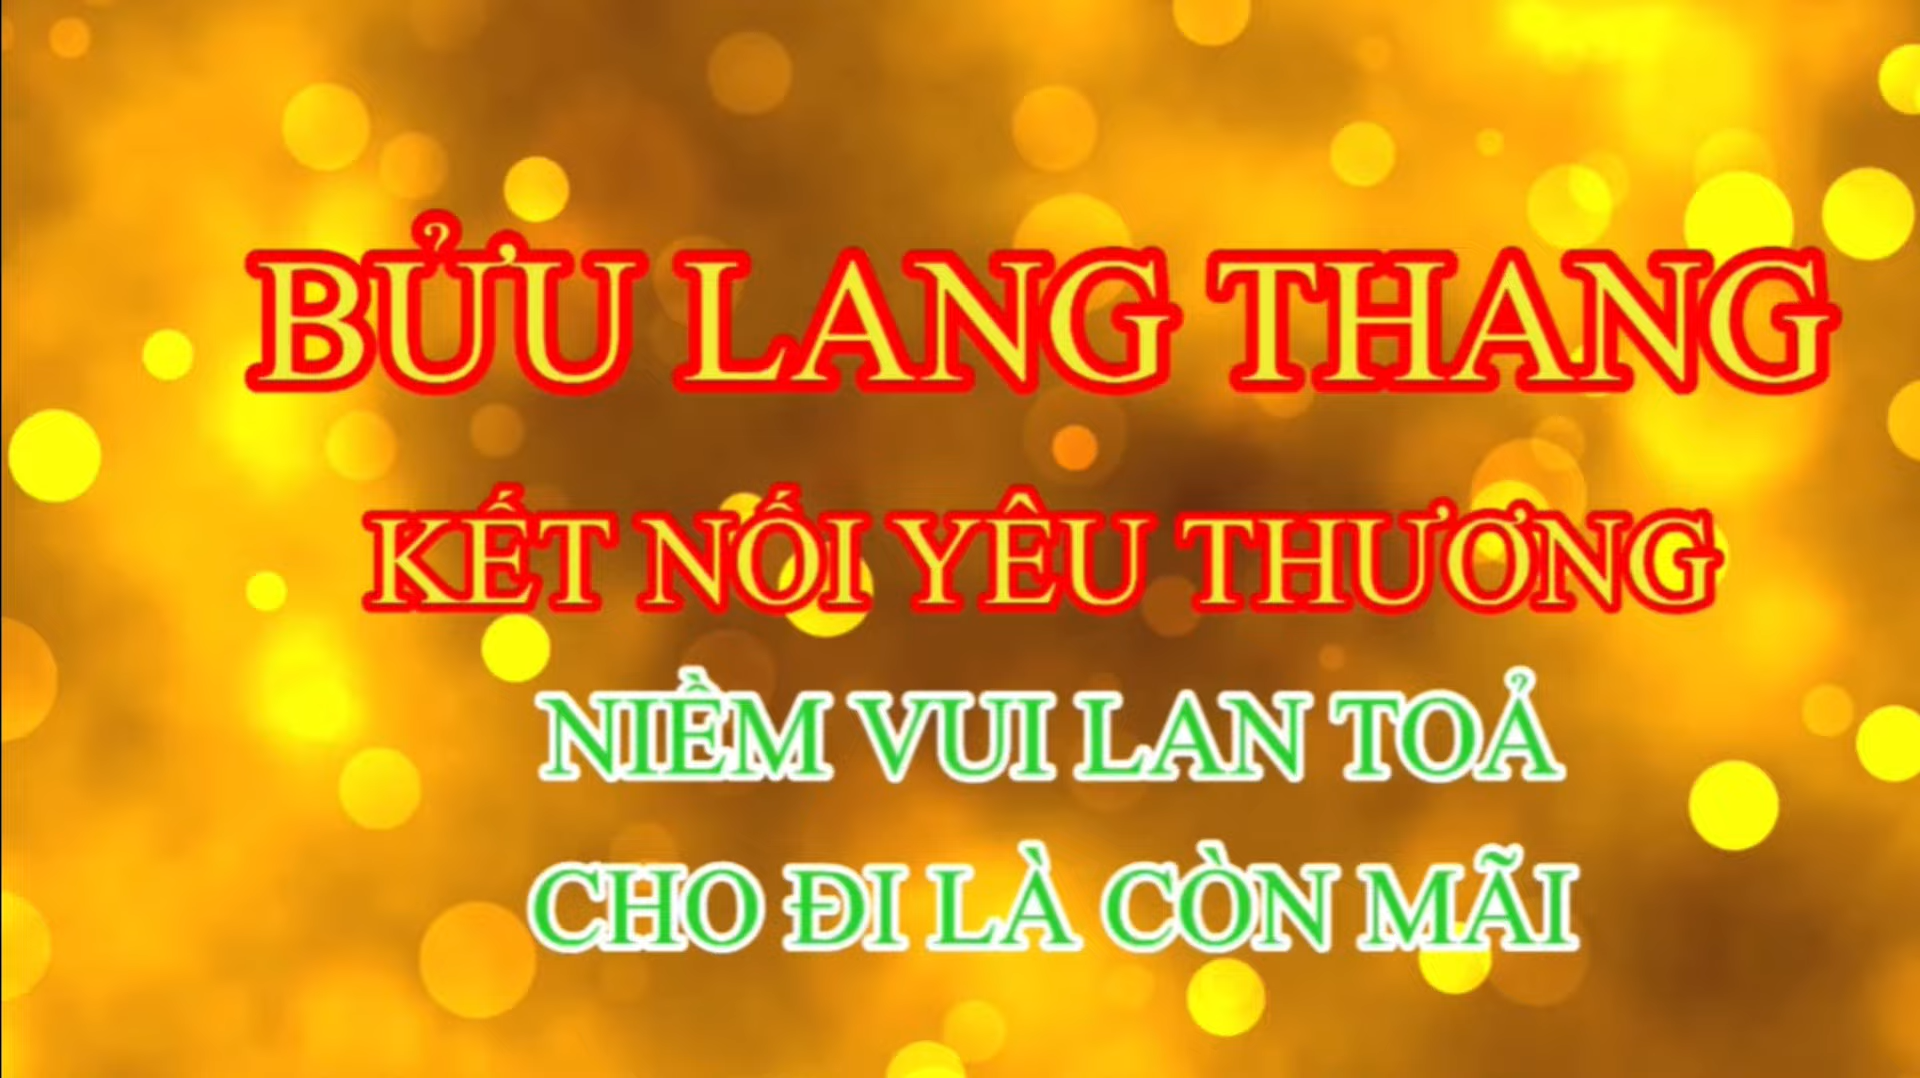 BỬU LANG THANG
KẾT NỐI YÊU THƯƠNG
NIỀM VUI LAN TOẢ
CHO ĐI LÀ CÒN MÃI